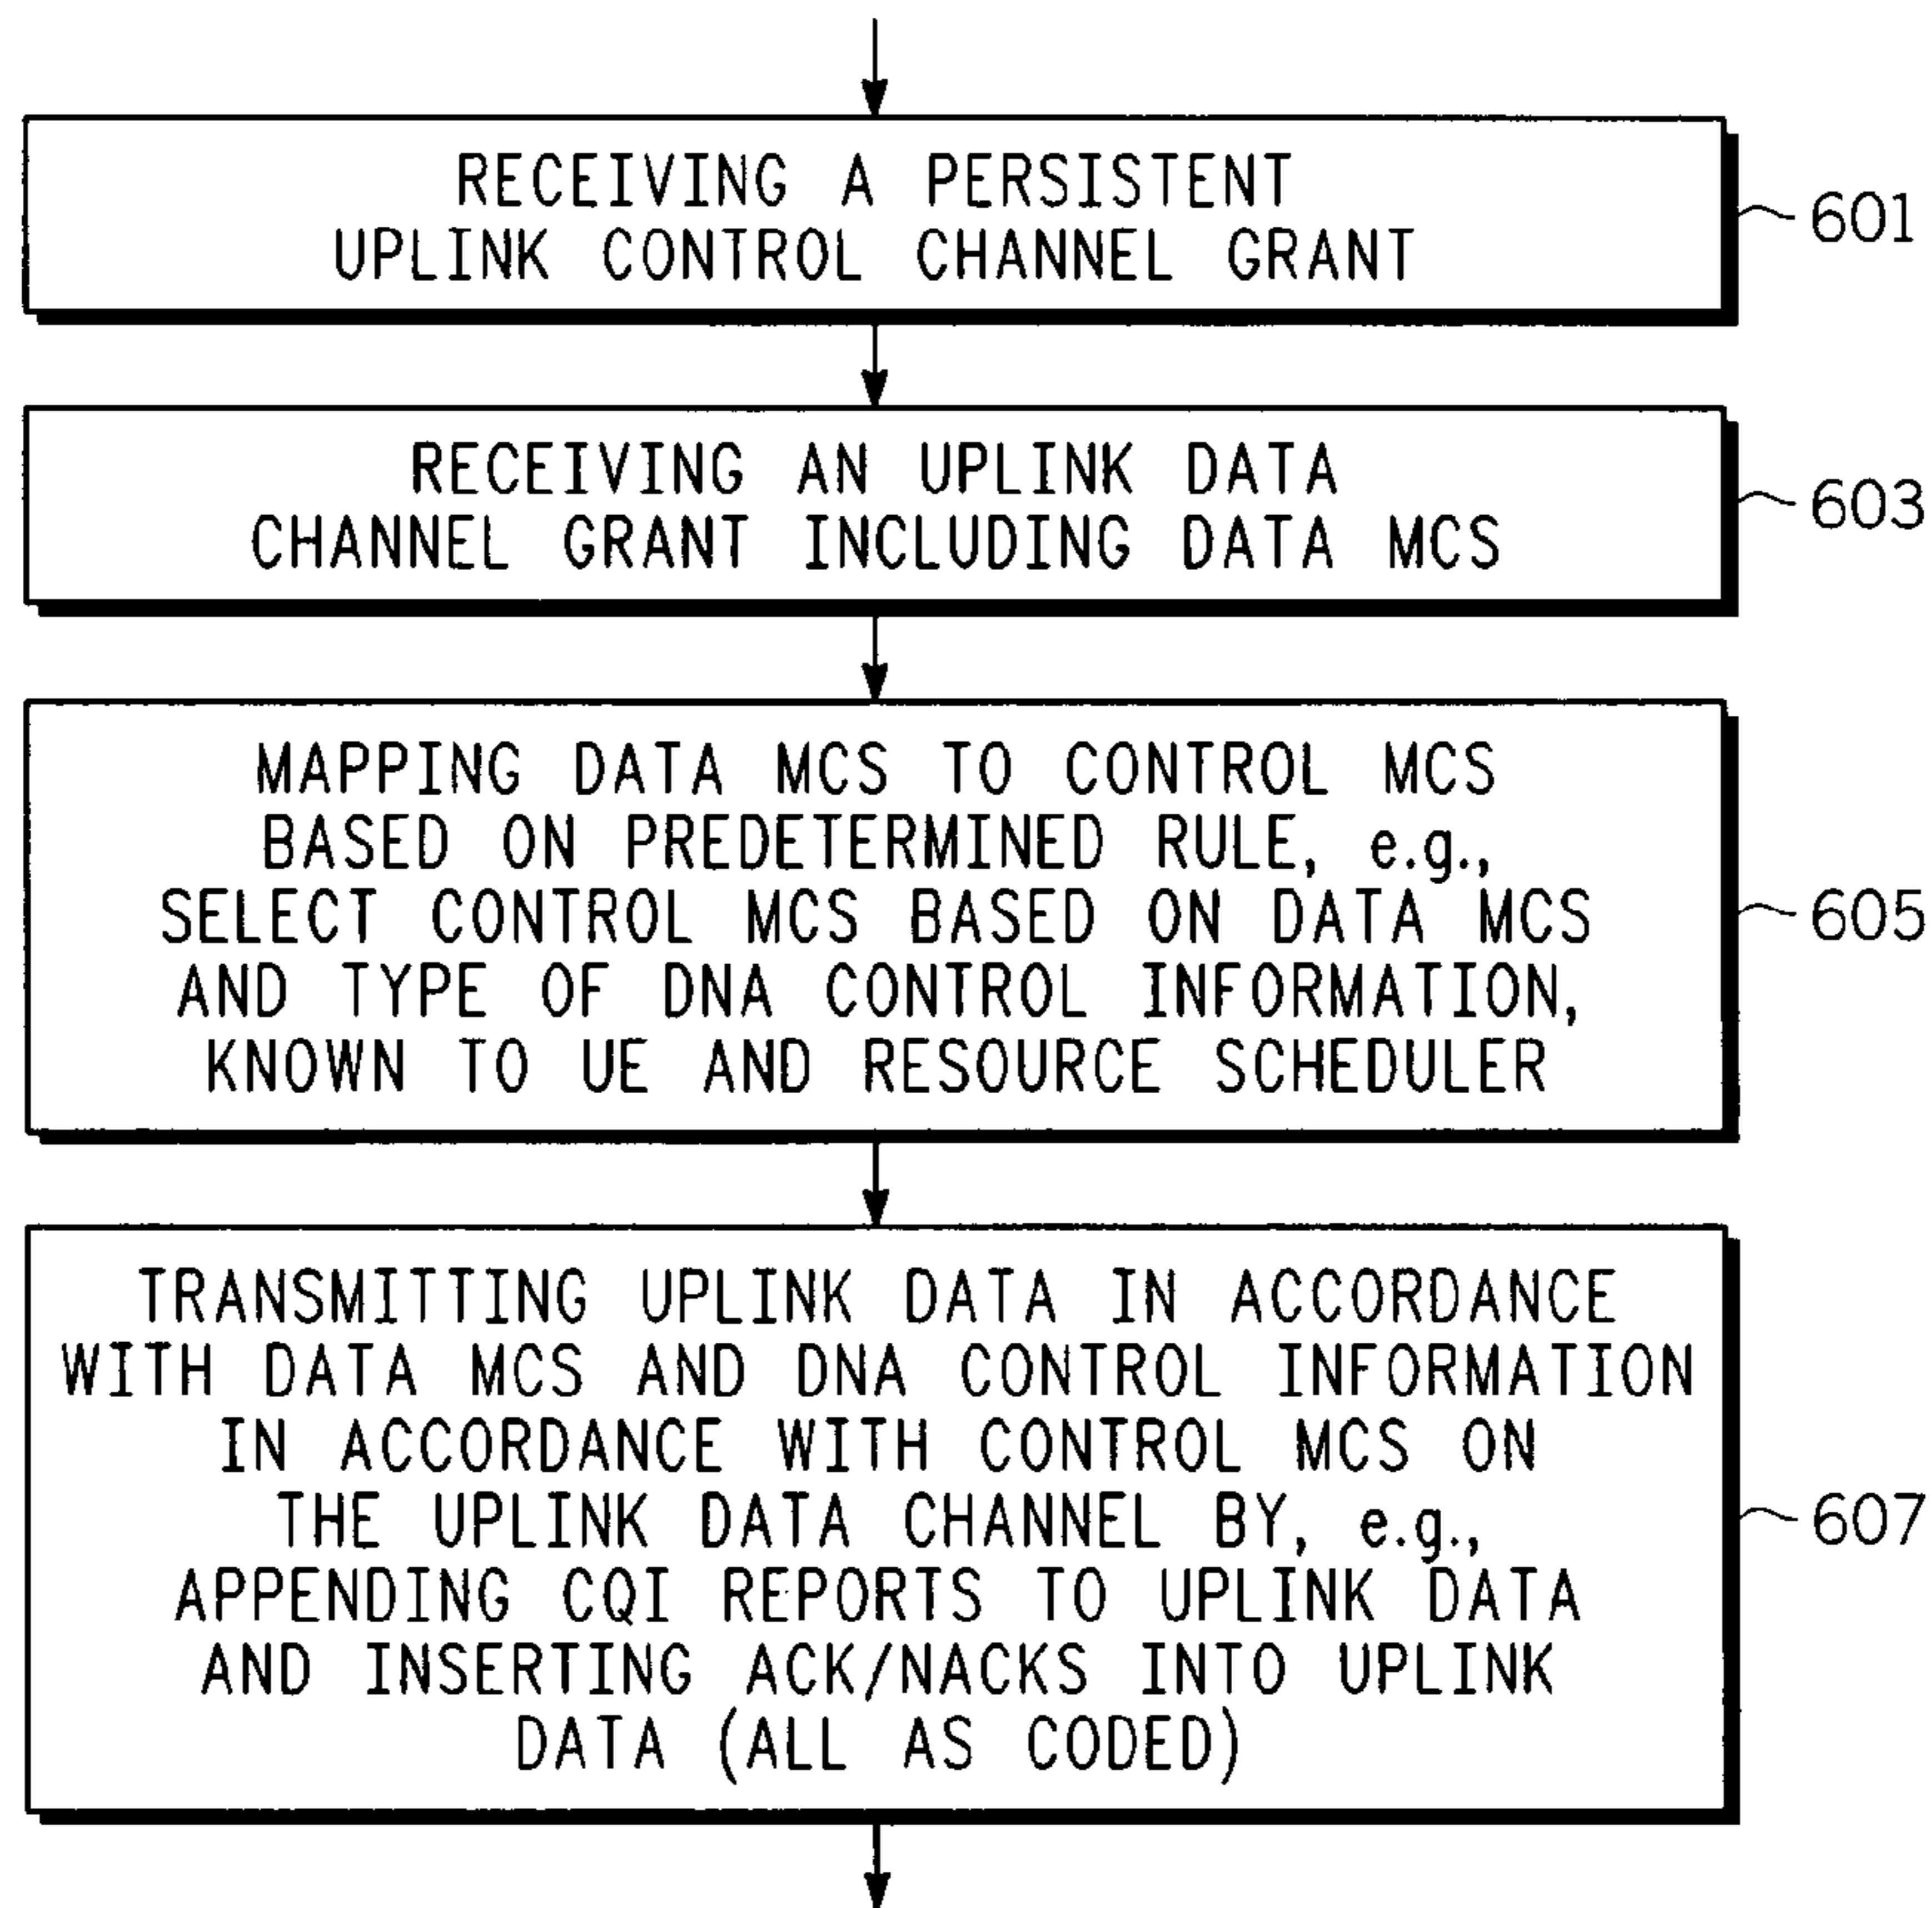 RECEIVING A PERSISTENT
UPLINK CONTROL CHANNEL GRANT
601
RECEIVING AN UPLINK DATA
CHANNEL GRANT INCLUDING DATA MCS
603
MAPPING DATA MCS TO CONTROL MCS
BASED ON PREDETERMINED RULE, e.g.,
SELECT CONTROL MCS BASED ON DATA MCS
AND TYPE OF DNA CONTROL INFORMATION,
KNOWN TO UE AND RESOURCE SCHEDULER
605
TRANSMITTING UPLINK DATA IN ACCORDANCE
WITH DATA MCS AND DNA CONTROL INFORMATION
IN ACCORDANCE WITH CONTROL MCS ON
THE UPLINK DATA CHANNEL BY, e.g.,
APPENDING CQI REPORTS TO UPLINK DATA
AND INSERTING ACK/NACKS INTO UPLINK
DATA (ALL AS CODED)
607